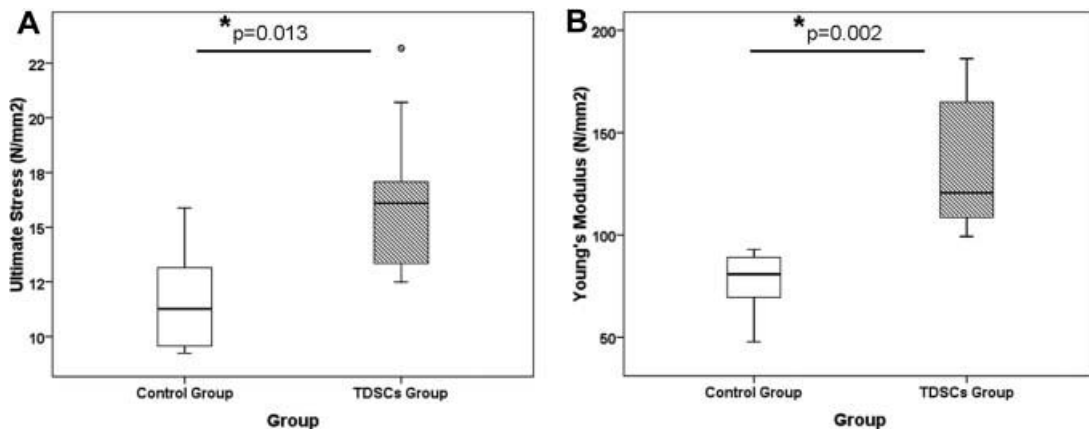 A
*
p=0.013
Ultimate Stress (N/mm2)
22
20
18
15
12
10
Control Group
TDSCs Group
Group
B
*
p=0.002
Young's Modulus (N/mm2)
200
150
100
50
Control Group
TDSCs Group
Group